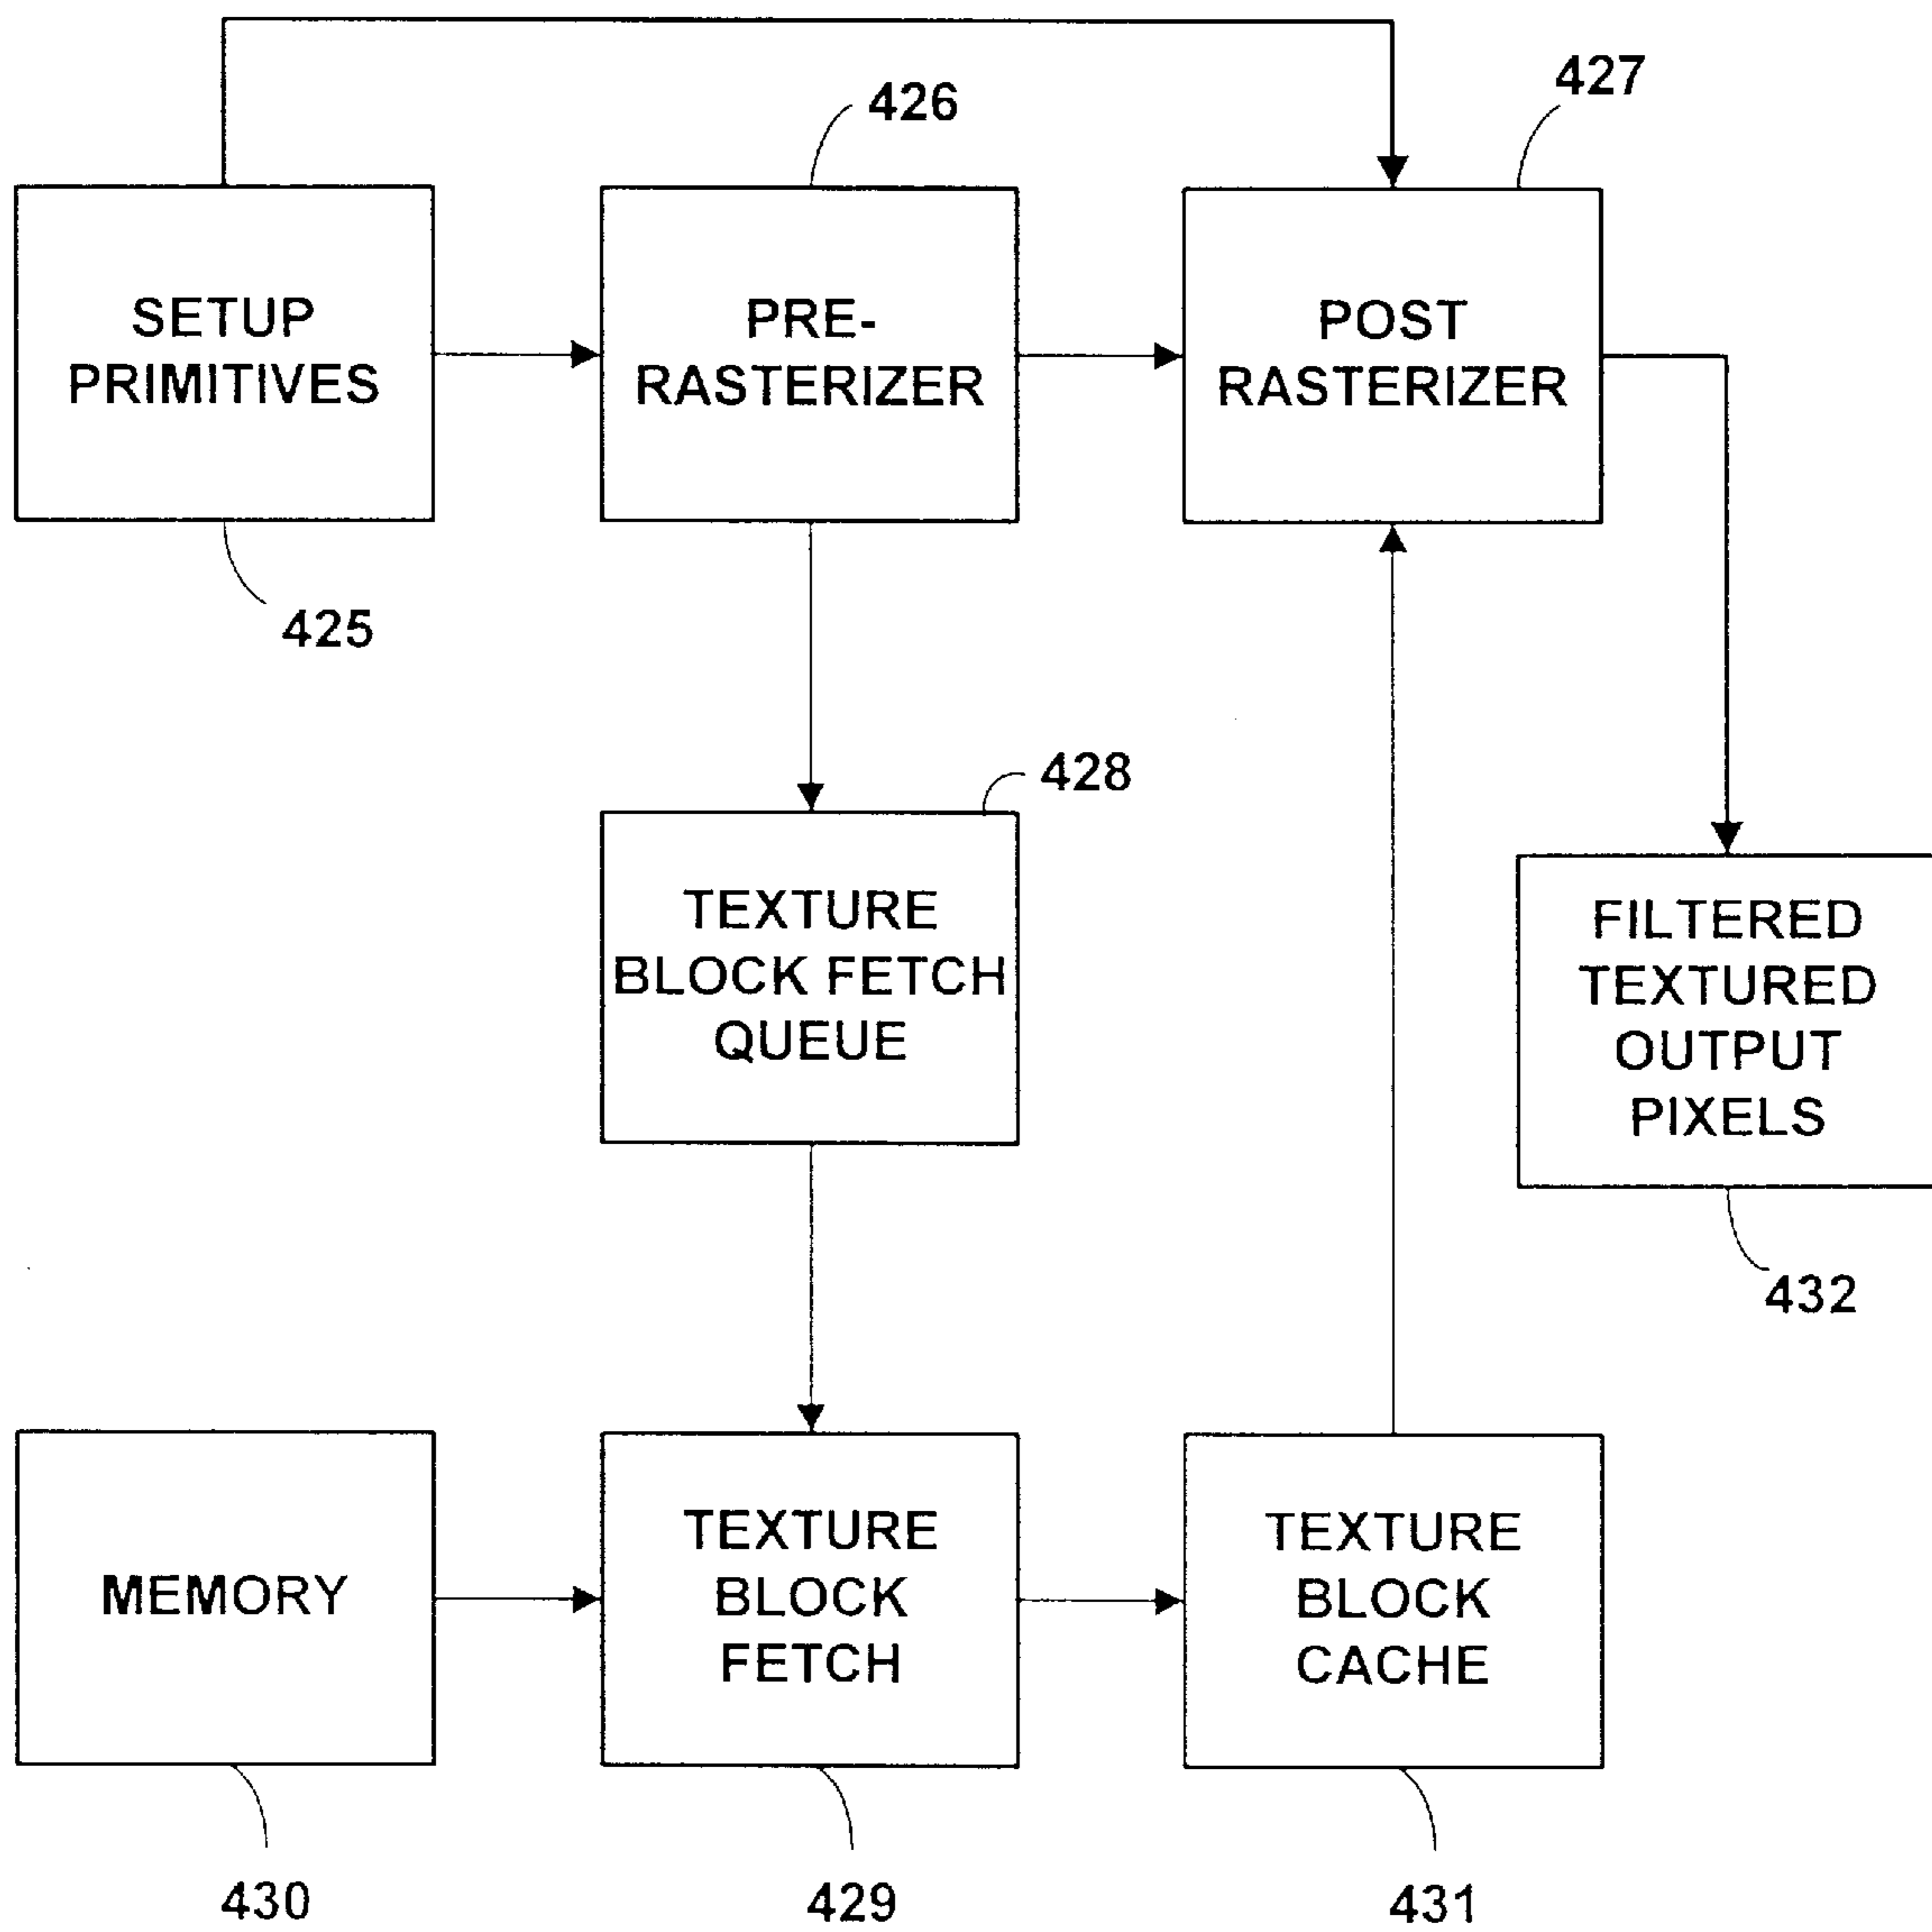 427
426
SETUP
PRIMITIVES
PRE-
RASTERIZER
POST
RASTERIZER
425
428
TEXTURE
BLOCK FETCH
QUEUE
FILTERED
TEXTURED
OUTPUT
PIXELS
432
MEMORY
TEXTURE
BLOCK
FETCH
TEXTURE
BLOCK
CACHE
430
429
431